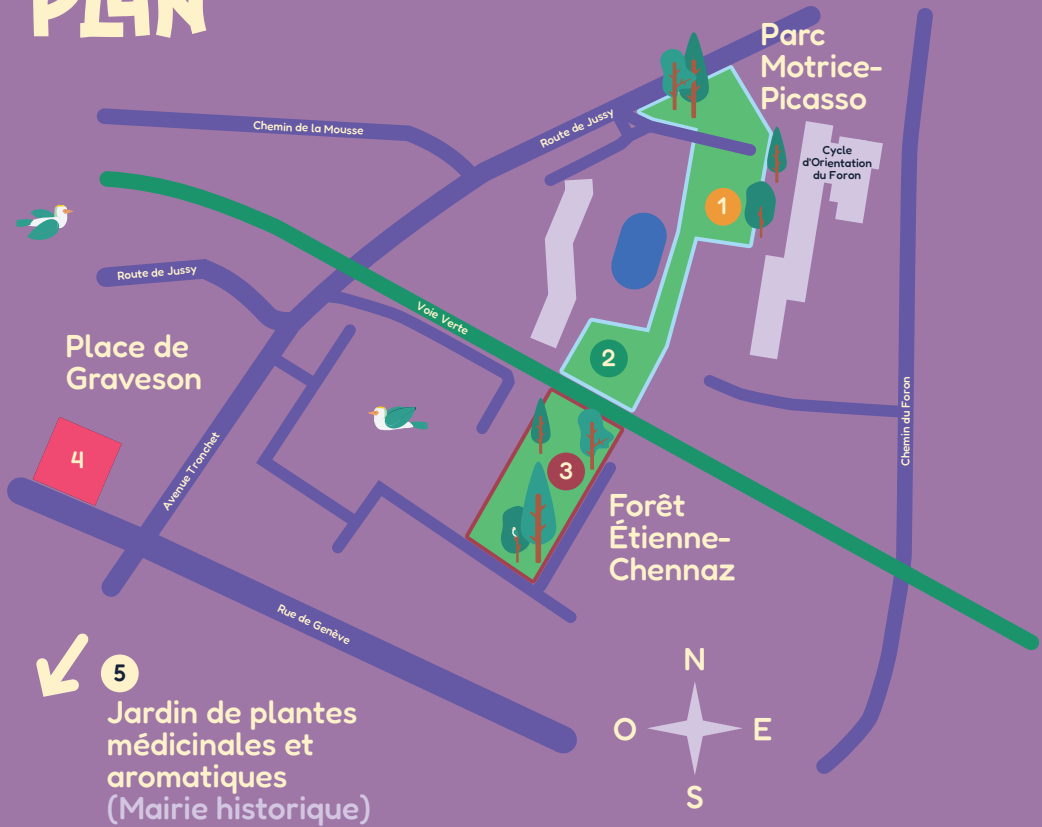 PLAN
Parc
Motrice-
Picasso
Chemin de la Mousse
Route de Jussy
Cycle
d'Orientation
du Foron
1
Route de Jussy
Voie Verte
Place de
Graveson
2
4
Avenue Tronchet
Chemin du Foron
3
Forêt
Étienne-
Chennaz
Rue de Genève
N
O
E
S
5
Jardin de plantes
médicinales et
aromatiques
(Mairie historique)